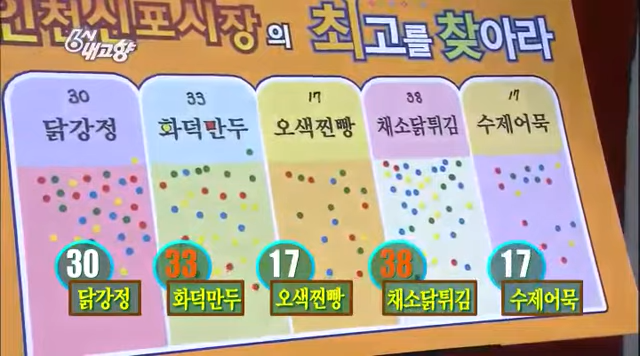 6시
내고향
인천신포시장의 최고를 찾아라
30 33 17 38 17
닭강정 화덕만두 오색찐빵 채소닭튀김 수제어묵
30 33 17 38 17
닭강정 화덕만두 오색찐빵 채소닭튀김 수제어묵